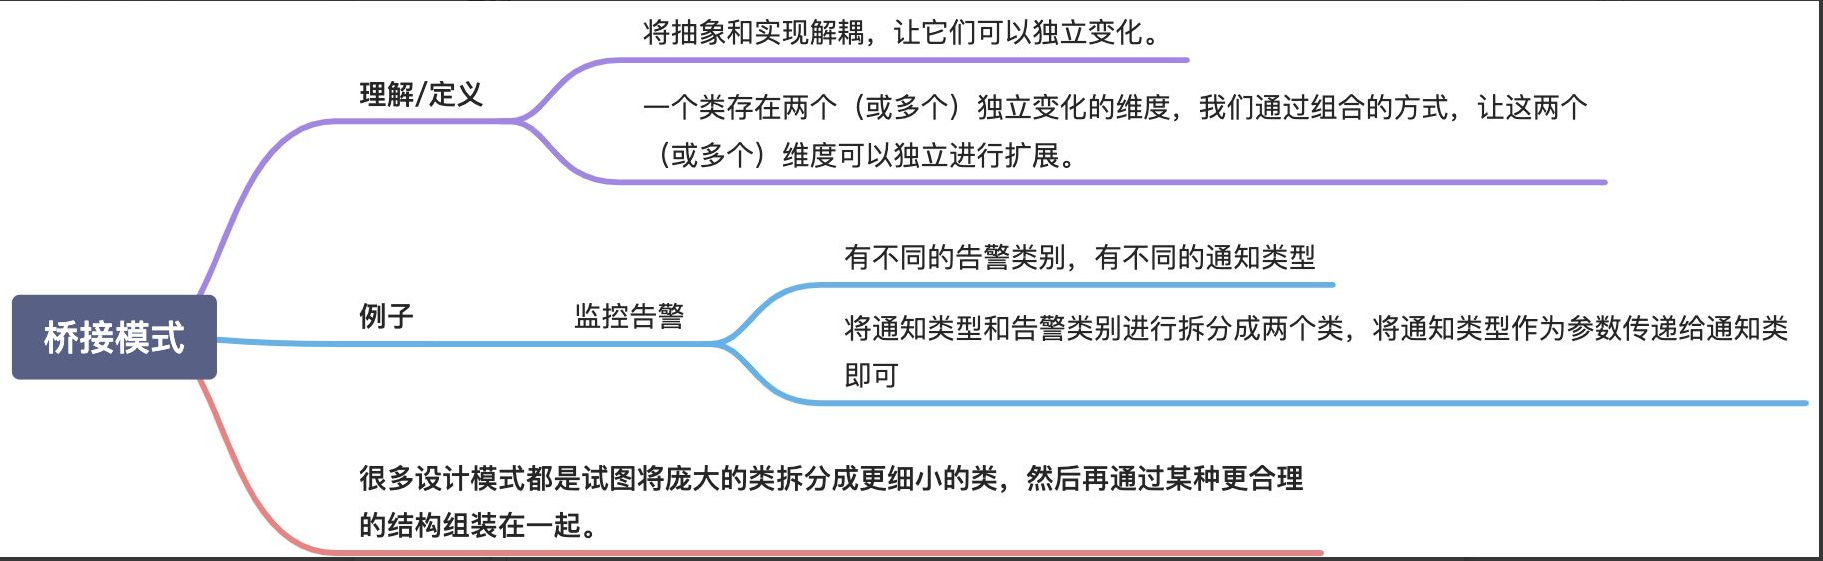 将抽象和实现解耦，让它们可以独立变化。
理解/定义
一个类存在两个（或多个）独立变化的维度，我们通过组合的方式，让这两个
（或多个）维度可以独立进行扩展。
有不同的告警类别，有不同的通知类型
桥接模式
例子
监控告警
将通知类型和告警类别进行拆分成两个类，将通知类型作为参数传递给通知类
即可
很多设计模式都是试图将庞大的类拆分成更细小的类，然后再通过某种更合理
的结构组装在一起。